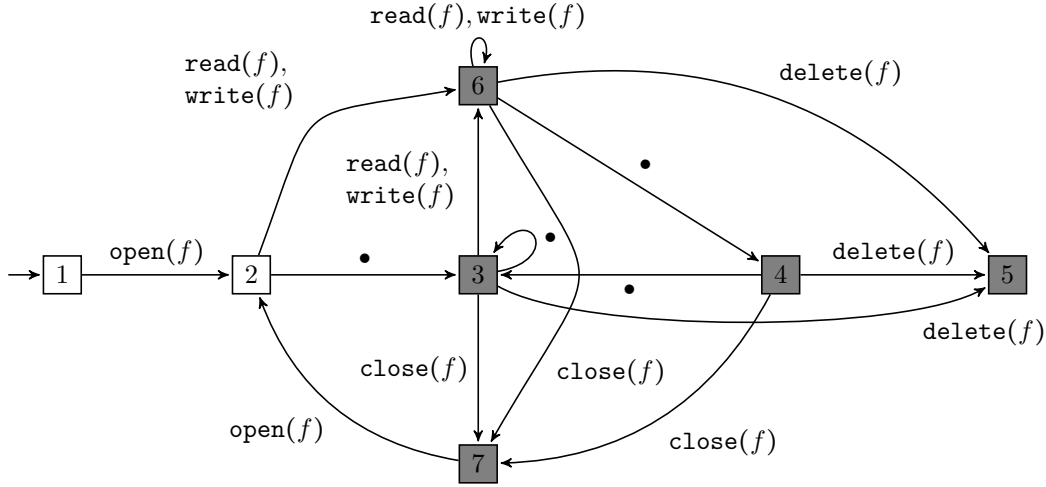 read(f), write(f)
read(f),
write(f)
6
delete(f)
•
read(f),
write(f)
1
open(f)
2
•
3
•
•
4
delete(f)
5
delete(f)
close(f)
close(f)
open(f)
close(f)
7